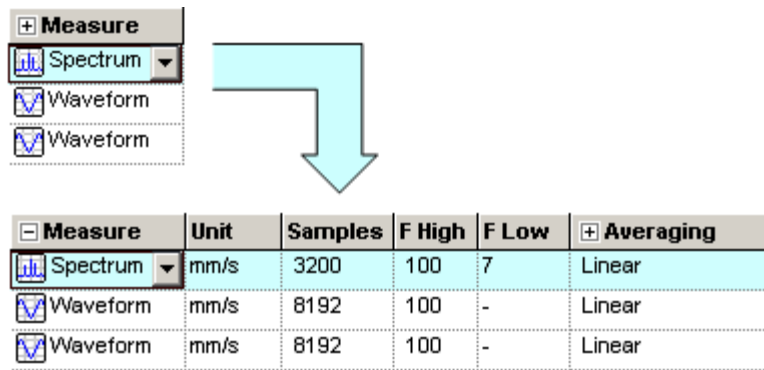 Measure
Spectrum
Waveform
Waveform
Measure Unit Samples F High F Low Averaging
Spectrum mm/s 3200 100 7 Linear
Waveform mm/s 8192 100 - Linear
Waveform mm/s 8192 100 - Linear